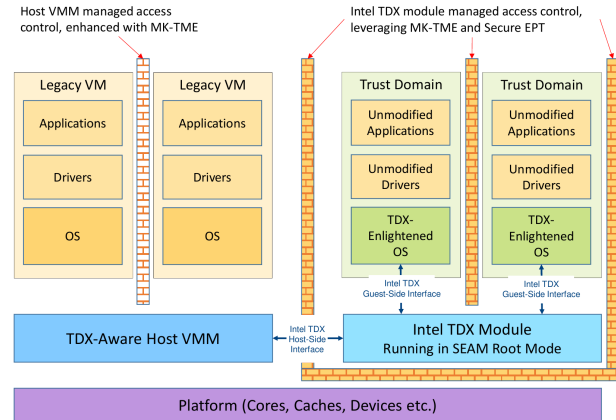 Host VMM managed access
control, enhanced with MK-TME
Intel TDX module managed access control,
leveraging MK-TME and Secure EPT
Legacy VM
Applications
Drivers
OS
Legacy VM
Applications
Drivers
OS
Trust Domain
Unmodified
Applications
Unmodified
Drivers
TDX-
Enlightened
OS
Trust Domain
Unmodified
Applications
Unmodified
Drivers
TDX-
Enlightened
OS
Intel TDX
Guest-Side Interface
Intel TDX
Guest-Side Interface
TDX-Aware Host VMM
Intel TDX
Host-Side
Interface
Intel TDX Module
Running in SEAM Root Mode
Platform (Cores, Caches, Devices etc.)